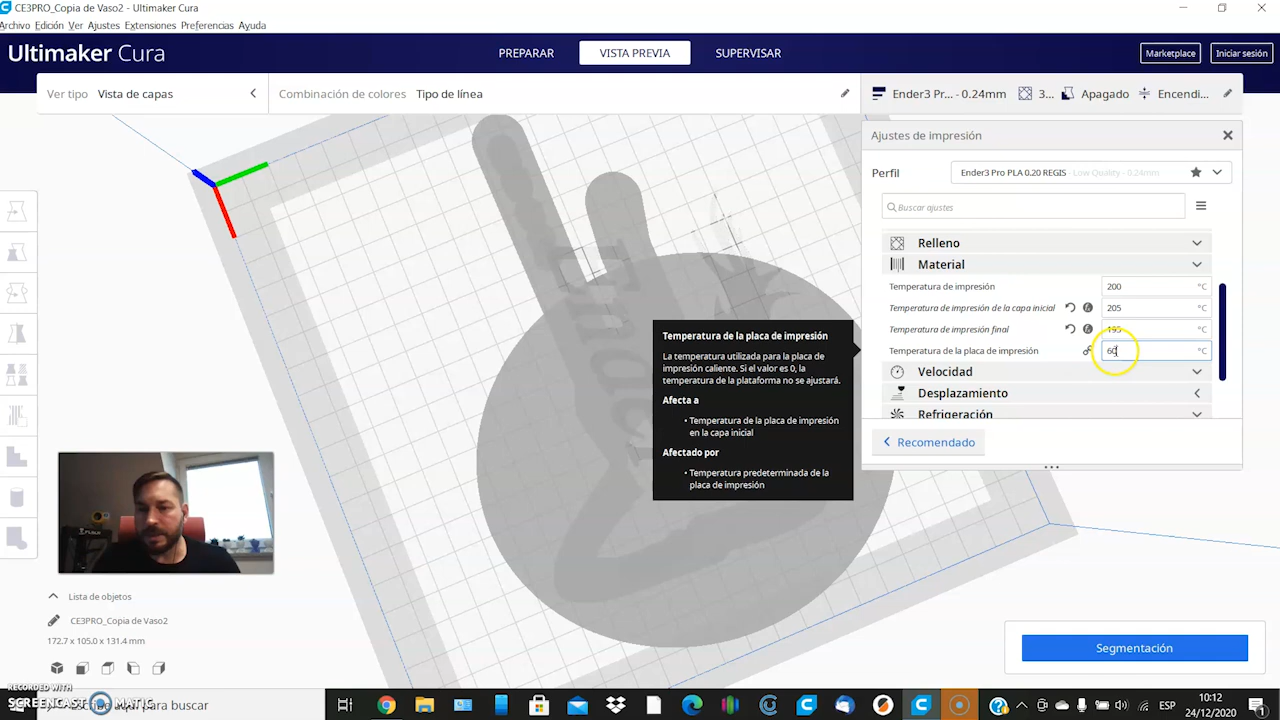 CE3PRO_Copia de Vaso2 - Ultimaker Cura
Archivo Edición Ver Ajustes Extensiones Preferencias Ayuda
Ultimaker Cura
PREPARAR
VISTA PREVIA
SUPERVISAR
Marketplace
Iniciar sesión
Ver tipo Vista de capas
Combinación de colores Tipo de línea
Ender3 Pr... - 0.24mm
3...
Apagado
Encendi...
Ajustes de impresión
Perfil
Ender3 Pro PLA 0.20 REGIS - Low Quality - 0.24mm
Buscar ajustes
Relleno
Material
Temperatura de impresión 200 °C
Temperatura de impresión de la capa inicial 205 °C
Temperatura de impresión final 195 °C
Temperatura de la placa de impresión 60 °C
Velocidad
Desplazamiento
Refrigeración
Recomendado
Temperatura de la placa de impresión
La temperatura utilizada para la placa de
impresión caliente. Si el valor es 0, la
temperatura de la plataforma no se ajustará.
Afecta a
• Temperatura de la placa de impresión
en la capa inicial
Afectado por
• Temperatura predeterminada de la
placa de impresión
Lista de objetos
CE3PRO_Copia de Vaso2
172.7 x 105.0 x 131.4 mm
Segmentación
RECORDED WITH
SCREENCAST MATIC
para buscar
ESP
10:12
24/12/2020